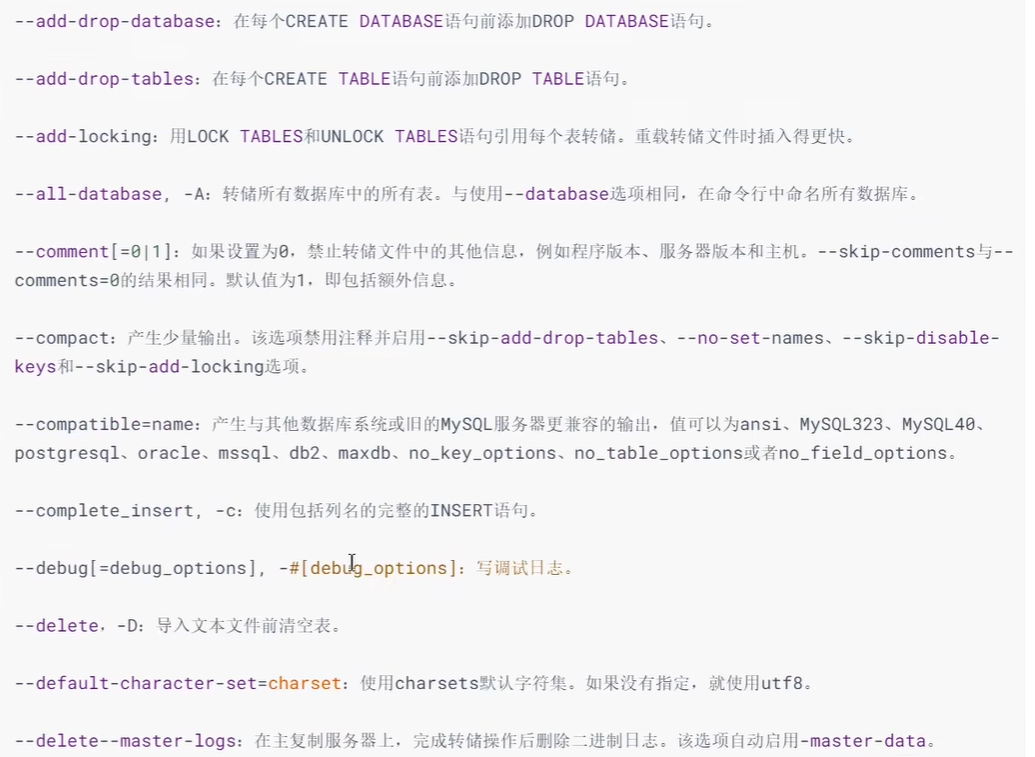 --add-drop-database：在每个CREATE DATABASE语句前添加DROP DATABASE语句。
--add-drop-tables：在每个CREATE TABLE语句前添加DROP TABLE语句。
--add-locking：用LOCK TABLES和UNLOCK TABLES语句引用每个表转储。重载转储文件时插入得更快。
--all-database, -A：转储所有数据库中的所有表。与使用--database选项相同，在命令行中命名所有数据库。
--comment[=0|1]：如果设置为0，禁止转储文件中的其他信息，例如程序版本、服务器版本和主机。--skip-comments与--
comments=0的结果相同。默认值为1，即包括额外信息。
--compact：产生少量输出。该选项禁用注释并启用--skip-add-drop-tables、--no-set-names、--skip-disable-
keys和--skip-add-locking选项。
--compatible=name：产生与其他数据库系统或旧的MySQL服务器更兼容的输出，值可以为ansi、MySQL323、MySQL40、
postgresql、oracle、mssql、db2、maxdb、no_key_options、no_table_options或者no_field_options。
--complete_insert, -c：使用包括列名的完整的INSERT语句。
--debug[=debug_options], -#[debug_options]：写调试日志。
--delete，-D：导入文本文件前清空表。
--default-character-set=charset：使用charsets默认字符集。如果没有指定，就使用utf8。
--delete--master-logs：在主复制服务器上，完成转储操作后删除二进制日志。该选项自动启用-master-data。